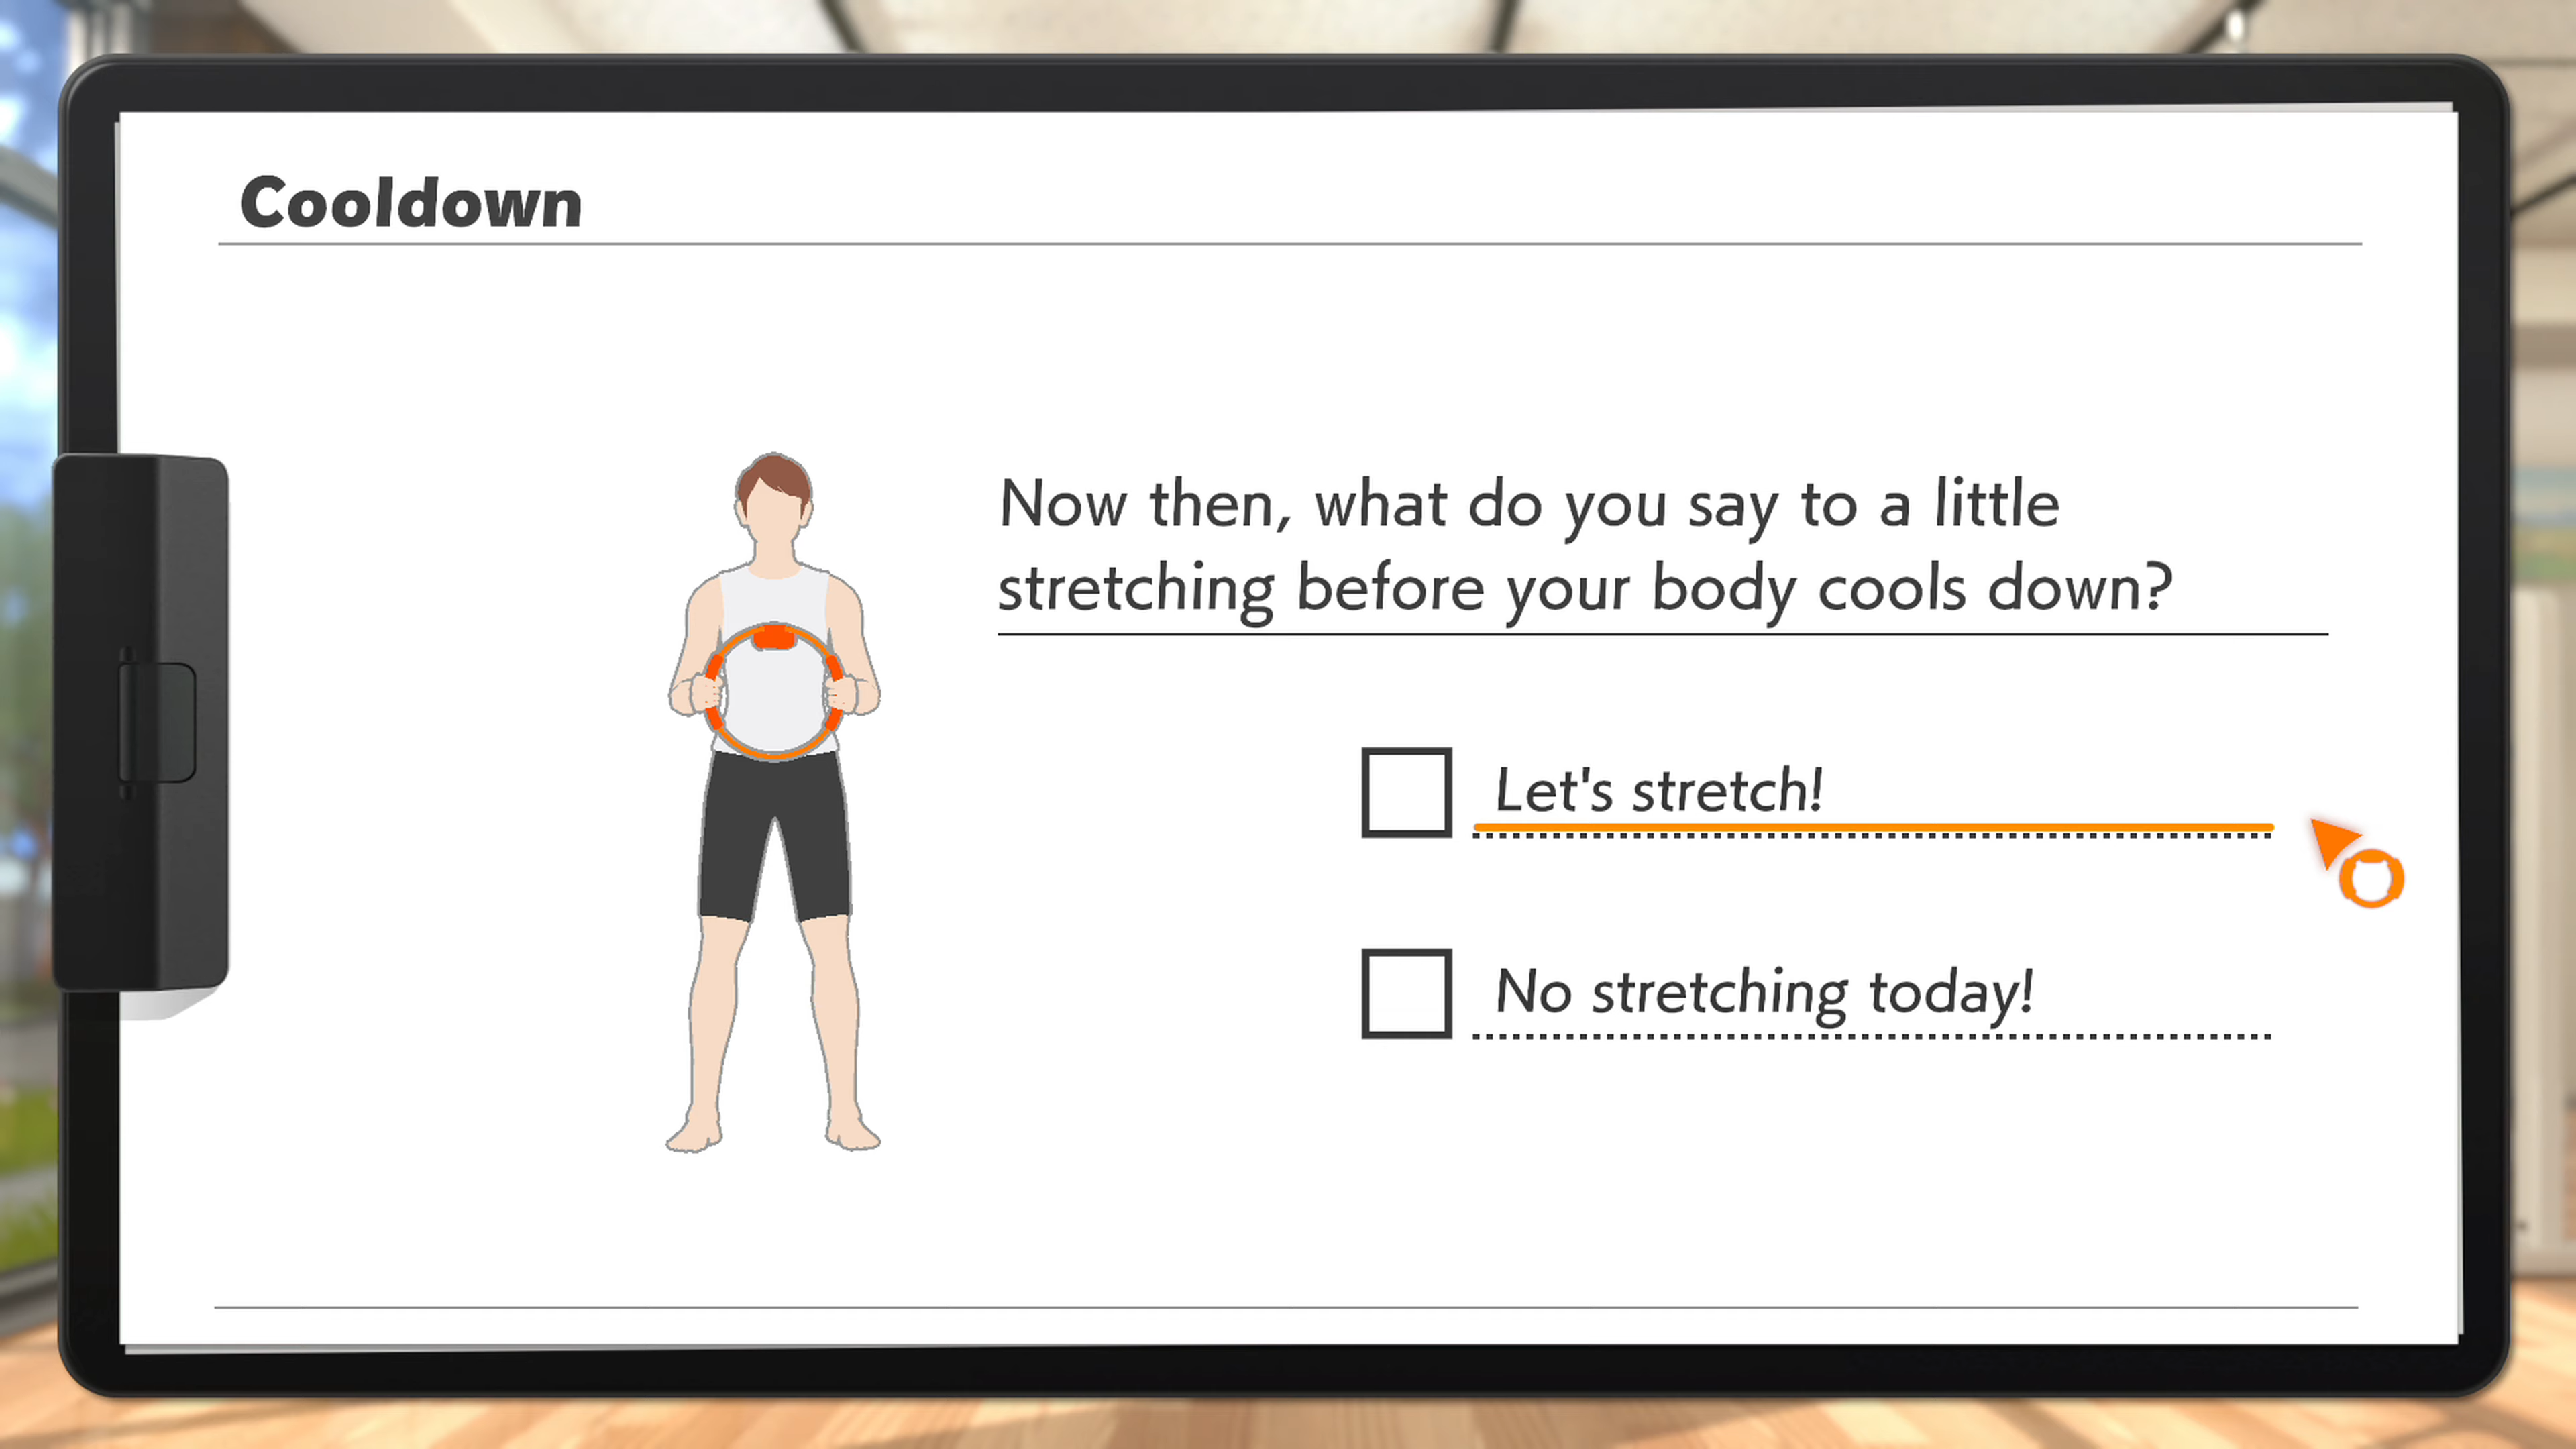 Cooldown
Now then, what do you say to a little
stretching before your body cools down?
Let's stretch!
No stretching today!